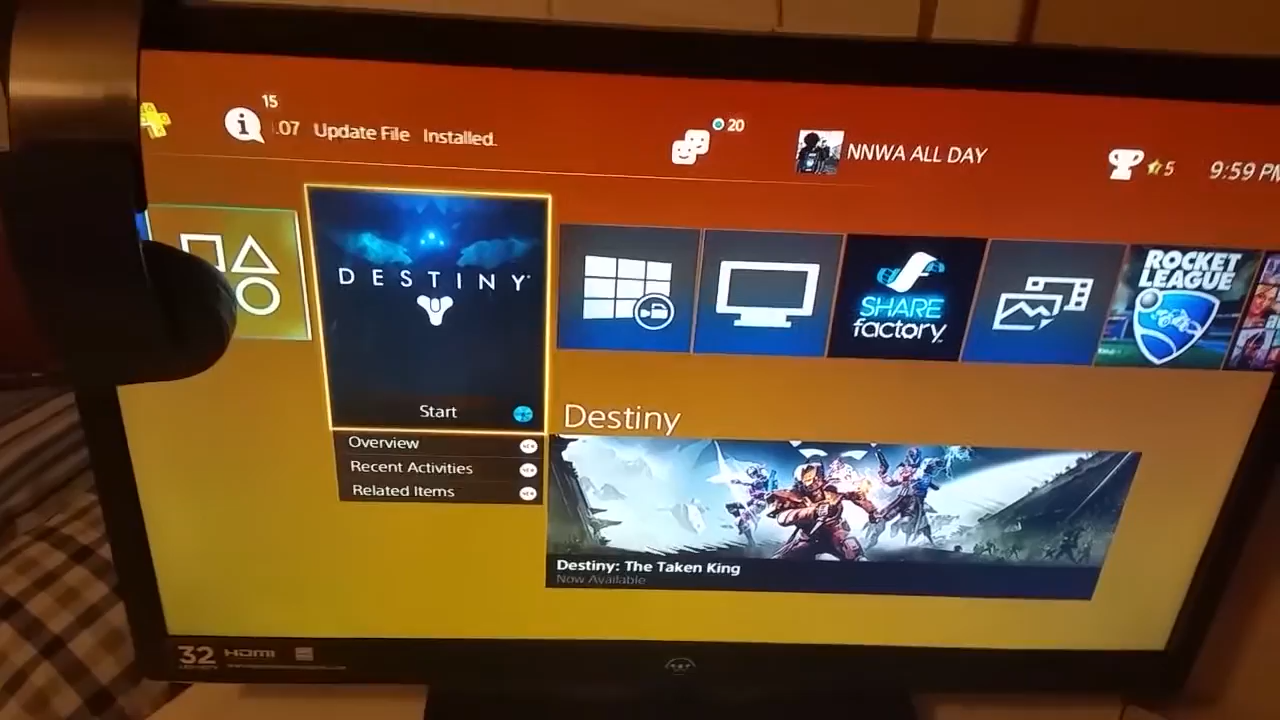 15
.07 Update File Installed.
20
NNWA ALL DAY
5
9:59 PM
DESTINY
Start
Overview
Recent Activities
Related Items
SHARE
factory
ROCKET
LEAGUE
Destiny
Destiny: The Taken King
Now Available
32 HDMI